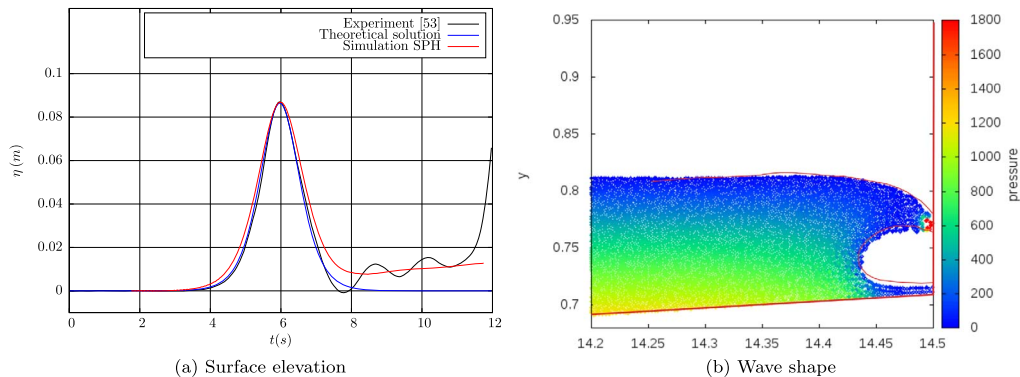 Experiment [53]
Theoretical solution
Simulation SPH
0.1
0.08
0.06
0.04
0.02
0
η (m)
0 2 4 6 8 10 12
t(s)
(a) Surface elevation
0.95
0.9
0.85
0.8
0.75
0.7
y
14.2 14.25 14.3 14.35 14.4 14.45 14.5
1800
1600
1400
1200
1000
800
600
400
200
0
pressure
(b) Wave shape